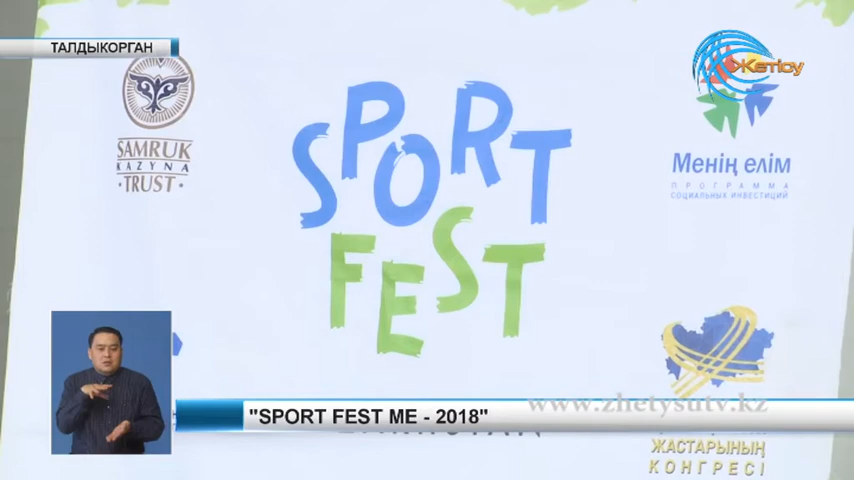 ТАЛДЫКОРГАН
Жетісу
SAMRUK
KAZYNA
TRUST
SPORT
FEST
Менің елім
ПРОГРАММА
СОЦИАЛЬНЫХ ИНВЕСТИЦИЙ
"SPORT FEST ME - 2018"
www.zhetysutv.kz
ЖАСТАРЫНЫҢ
КОНГРЕСІ